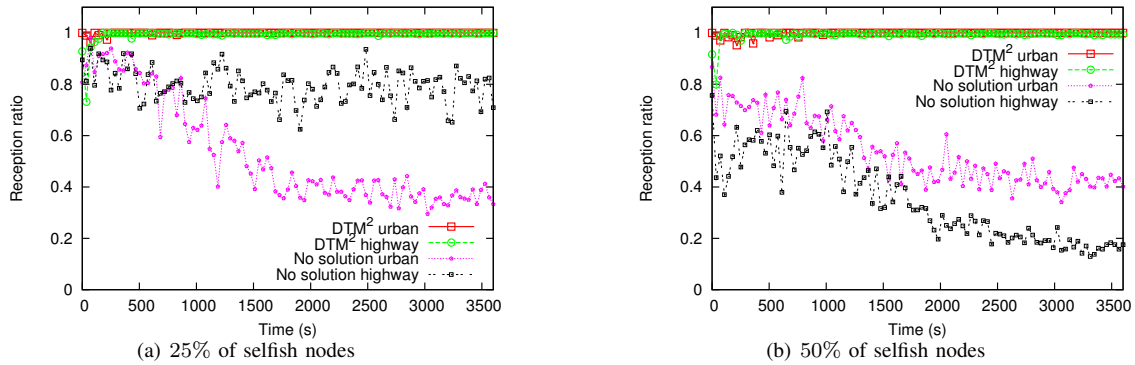 1
0.8
0.6
0.4
0.2
0
Reception ratio
DTM² urban
DTM² highway
No solution urban
No solution highway
0 500 1000 1500 2000 2500 3000 3500
Time (s)
(a) 25% of selfish nodes
1
0.8
0.6
0.4
0.2
0
Reception ratio
DTM² urban
DTM² highway
No solution urban
No solution highway
0 500 1000 1500 2000 2500 3000 3500
Time (s)
(b) 50% of selfish nodes